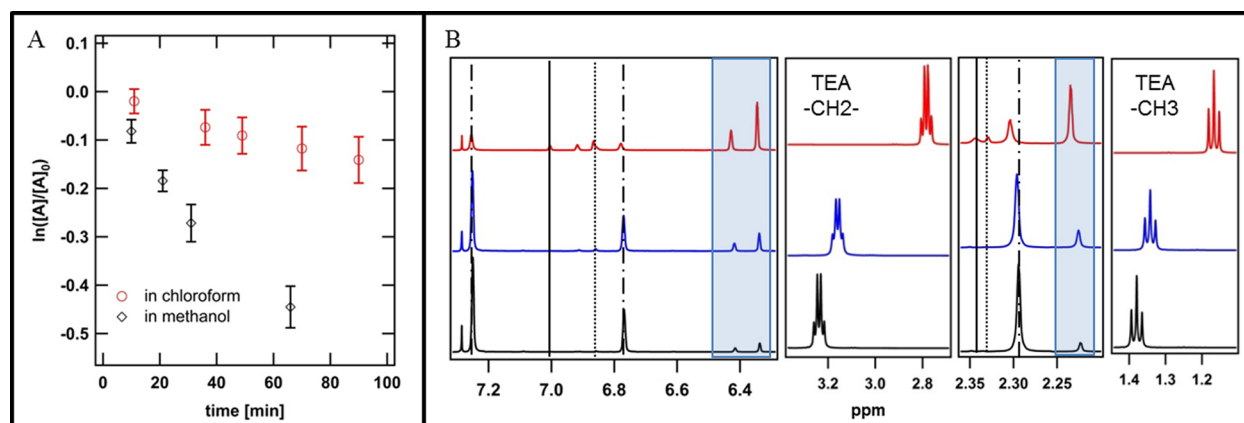 A
0.1
0.0
-0.1
-0.2
-0.3
-0.4
-0.5
ln([A]/[A]0)
in chloroform
in methanol
0 20 40 60 80 100
time [min]
B
TEA
-CH2-
TEA
-CH3
7.2 7.0 6.8 6.6 6.4
3.2 3.0 2.8
2.35 2.30 2.25
1.4 1.3 1.2
ppm